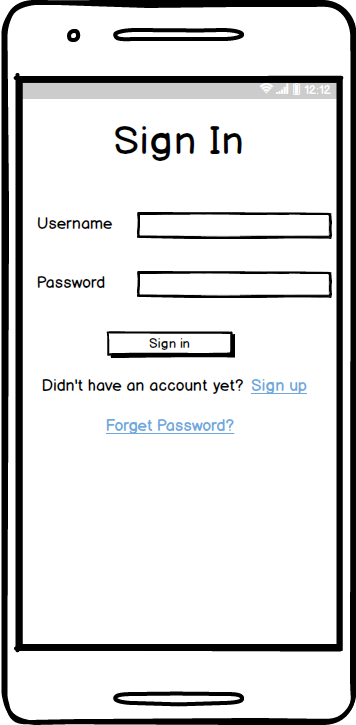 12:12
Sign In
Username
Password
Sign in
Didn't have an account yet? Sign up
Forget Password?